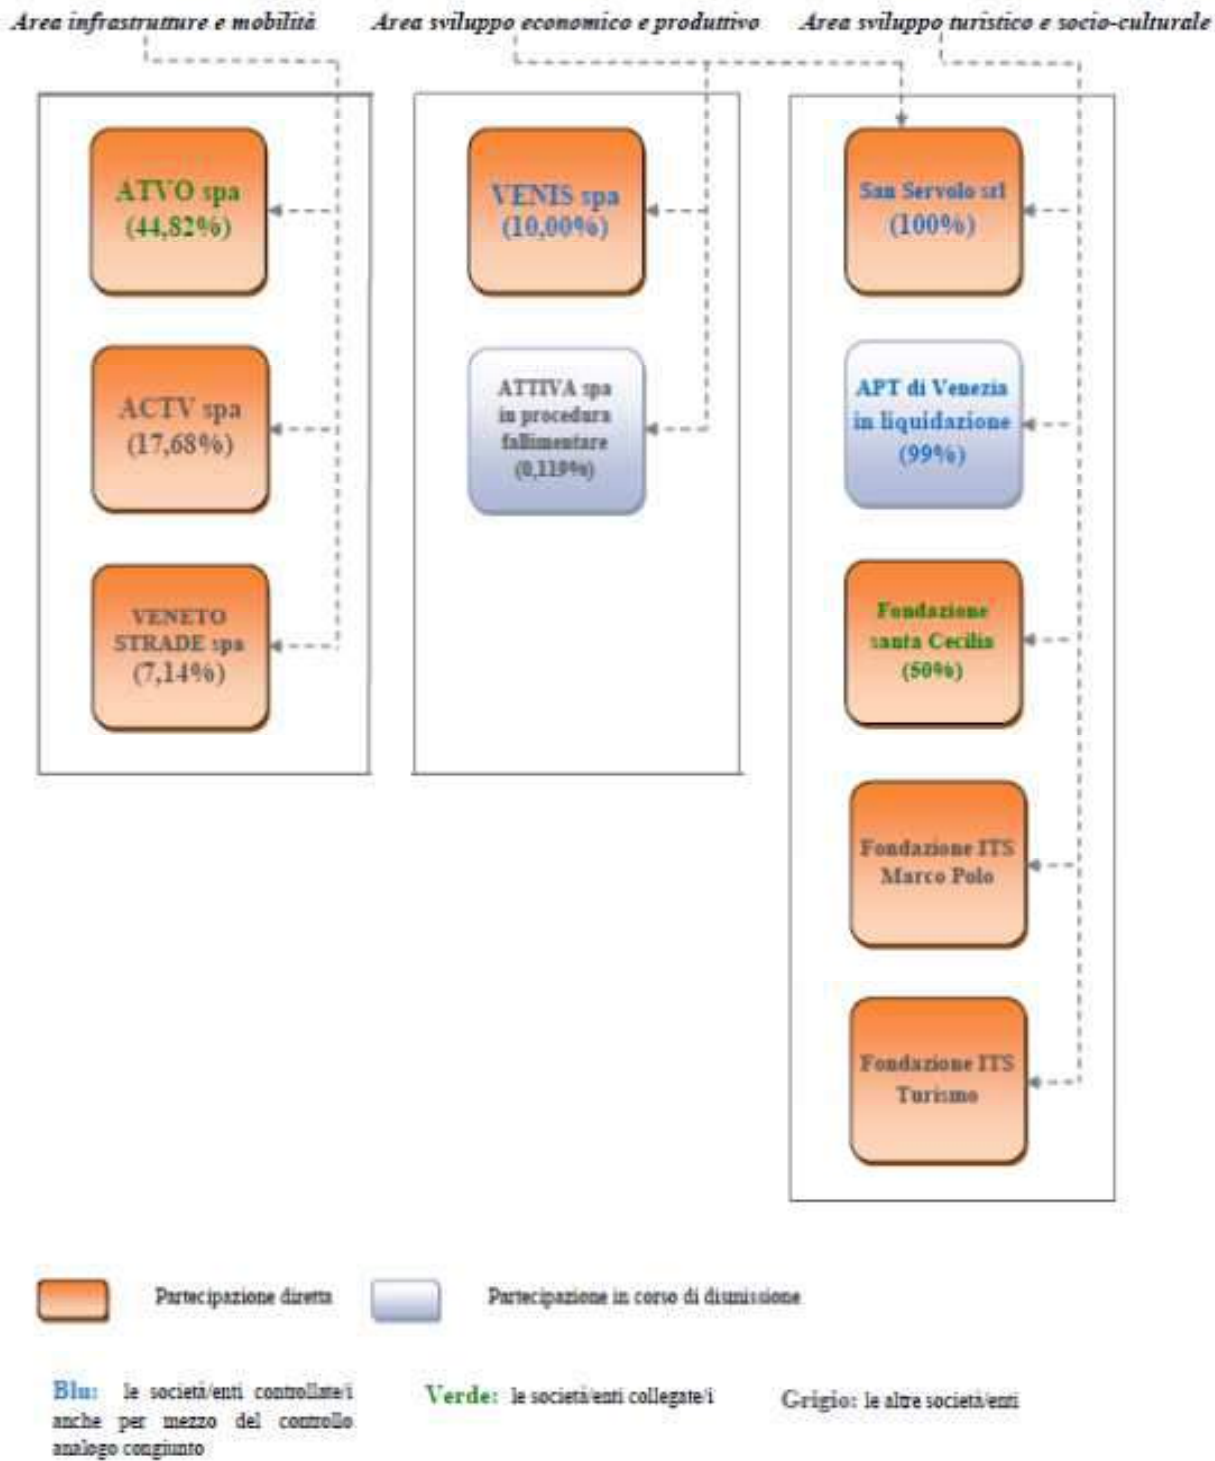 Area infrastrutture e mobilità
Area sviluppo economico e produttivo
Area sviluppo turistico e socio-culturale
ATVO spa
(44,82%)
ACTV spa
(17,68%)
VENETO
STRADE spa
(7,14%)
VENIS spa
(10,00%)
ATTIVA spa
in procedura
fallimentare
(0,119%)
San Servolo srl
(100%)
APT di Venezia
in liquidazione
(99%)
Fondazione
santa Cecilia
(50%)
Fondazione ITS
Marco Polo
Fondazione ITS
Turismo
Partecipazione diretta
Partecipazione in corso di dismissione
Blu: le società/enti controllate/i
anche per mezzo del controllo
analogo congiunto
Verde: le società/enti collegate/i
Grigio: le altre società/enti